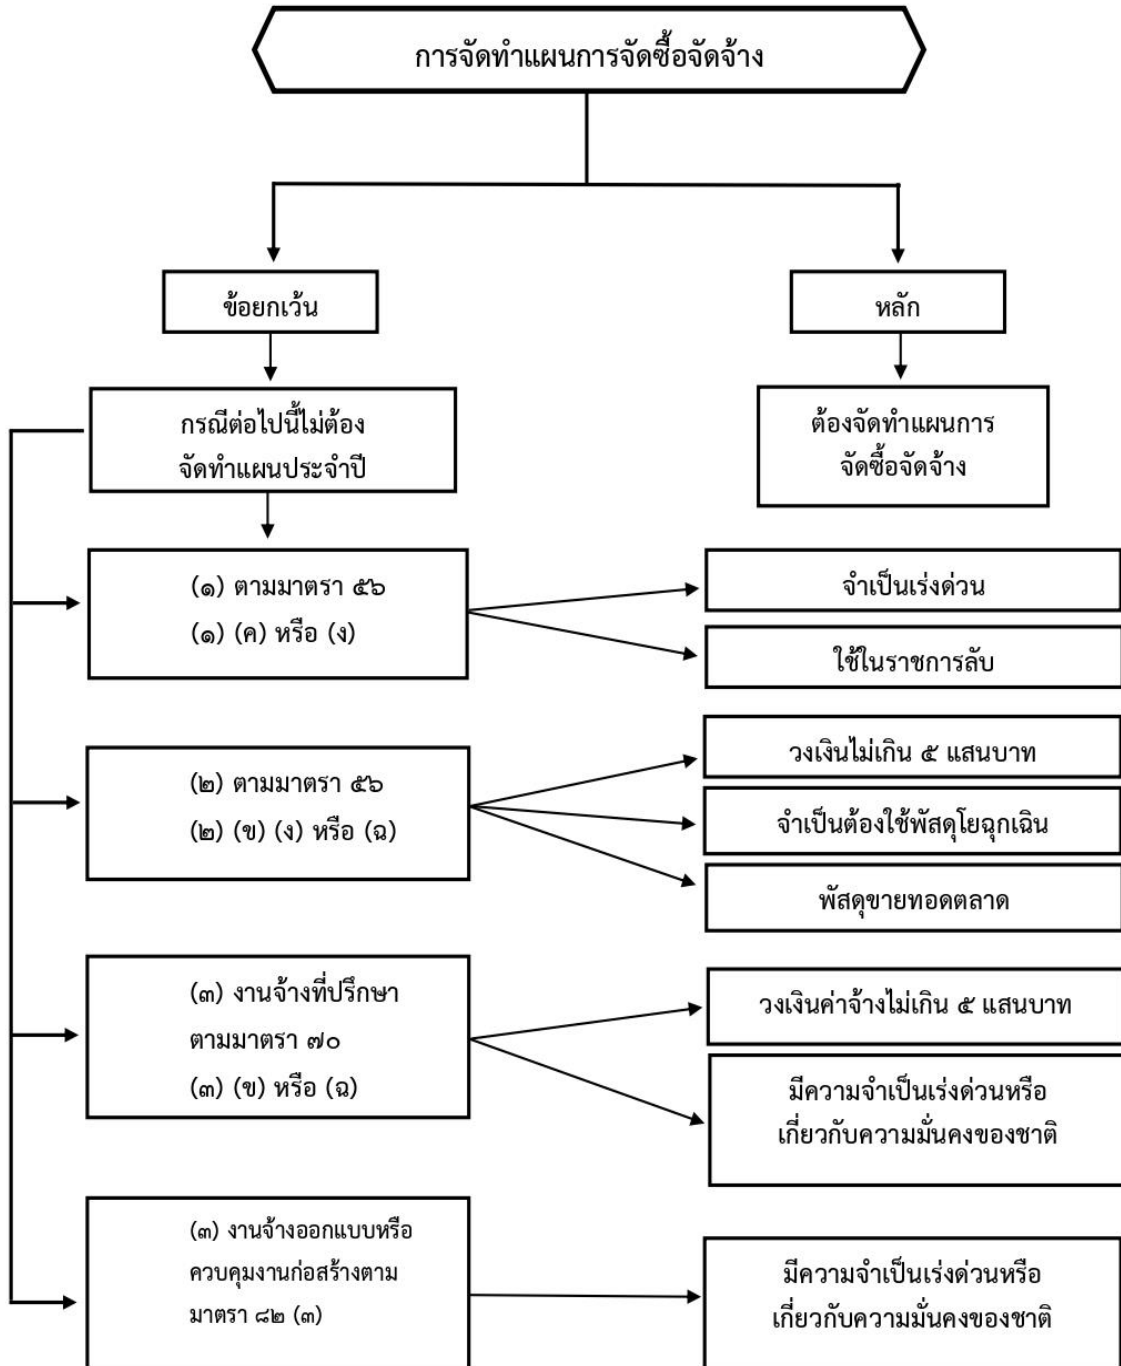 การจัดทำแผนการจัดซื้อจัดจ้าง
ข้อยกเว้น
หลัก
กรณีต่อไปนี้ไม่ต้อง
จัดทำแผนประจำปี
ต้องจัดทำแผนการ
จัดซื้อจัดจ้าง
(๑) ตามมาตรา ๕๖
(๑) (ค) หรือ (ง)
จำเป็นเร่งด่วน
ใช้ในราชการลับ
(๒) ตามมาตรา ๕๖
(๒) (ข) (ง) หรือ (ฉ)
วงเงินไม่เกิน ๕ แสนบาท
จำเป็นต้องใช้พัสดุโยฉุกเฉิน
พัสดุขายทอดตลาด
(๓) งานจ้างที่ปรึกษา
ตามมาตรา ๗๐
(๓) (ข) หรือ (ฉ)
วงเงินค่าจ้างไม่เกิน ๕ แสนบาท
มีความจำเป็นเร่งด่วนหรือ
เกี่ยวกับความมั่นคงของชาติ
(๓) งานจ้างออกแบบหรือ
ควบคุมงานก่อสร้างตาม
มาตรา ๘๒ (๓)
มีความจำเป็นเร่งด่วนหรือ
เกี่ยวกับความมั่นคงของชาติ